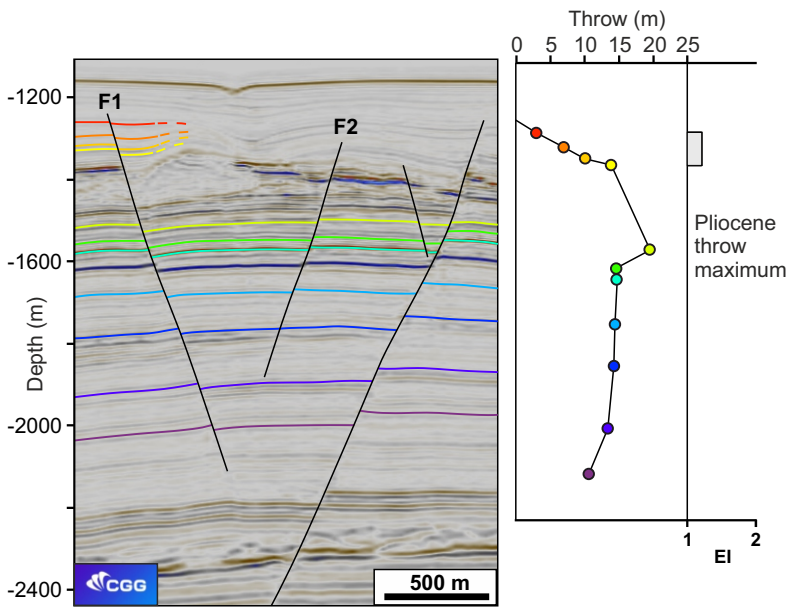 Throw (m)
0 5 10 15 20 25
-1200
-1600
-2000
-2400
Depth (m)
F1
F2
Pliocene
throw
maximum
CGG
500 m
1 2
EI